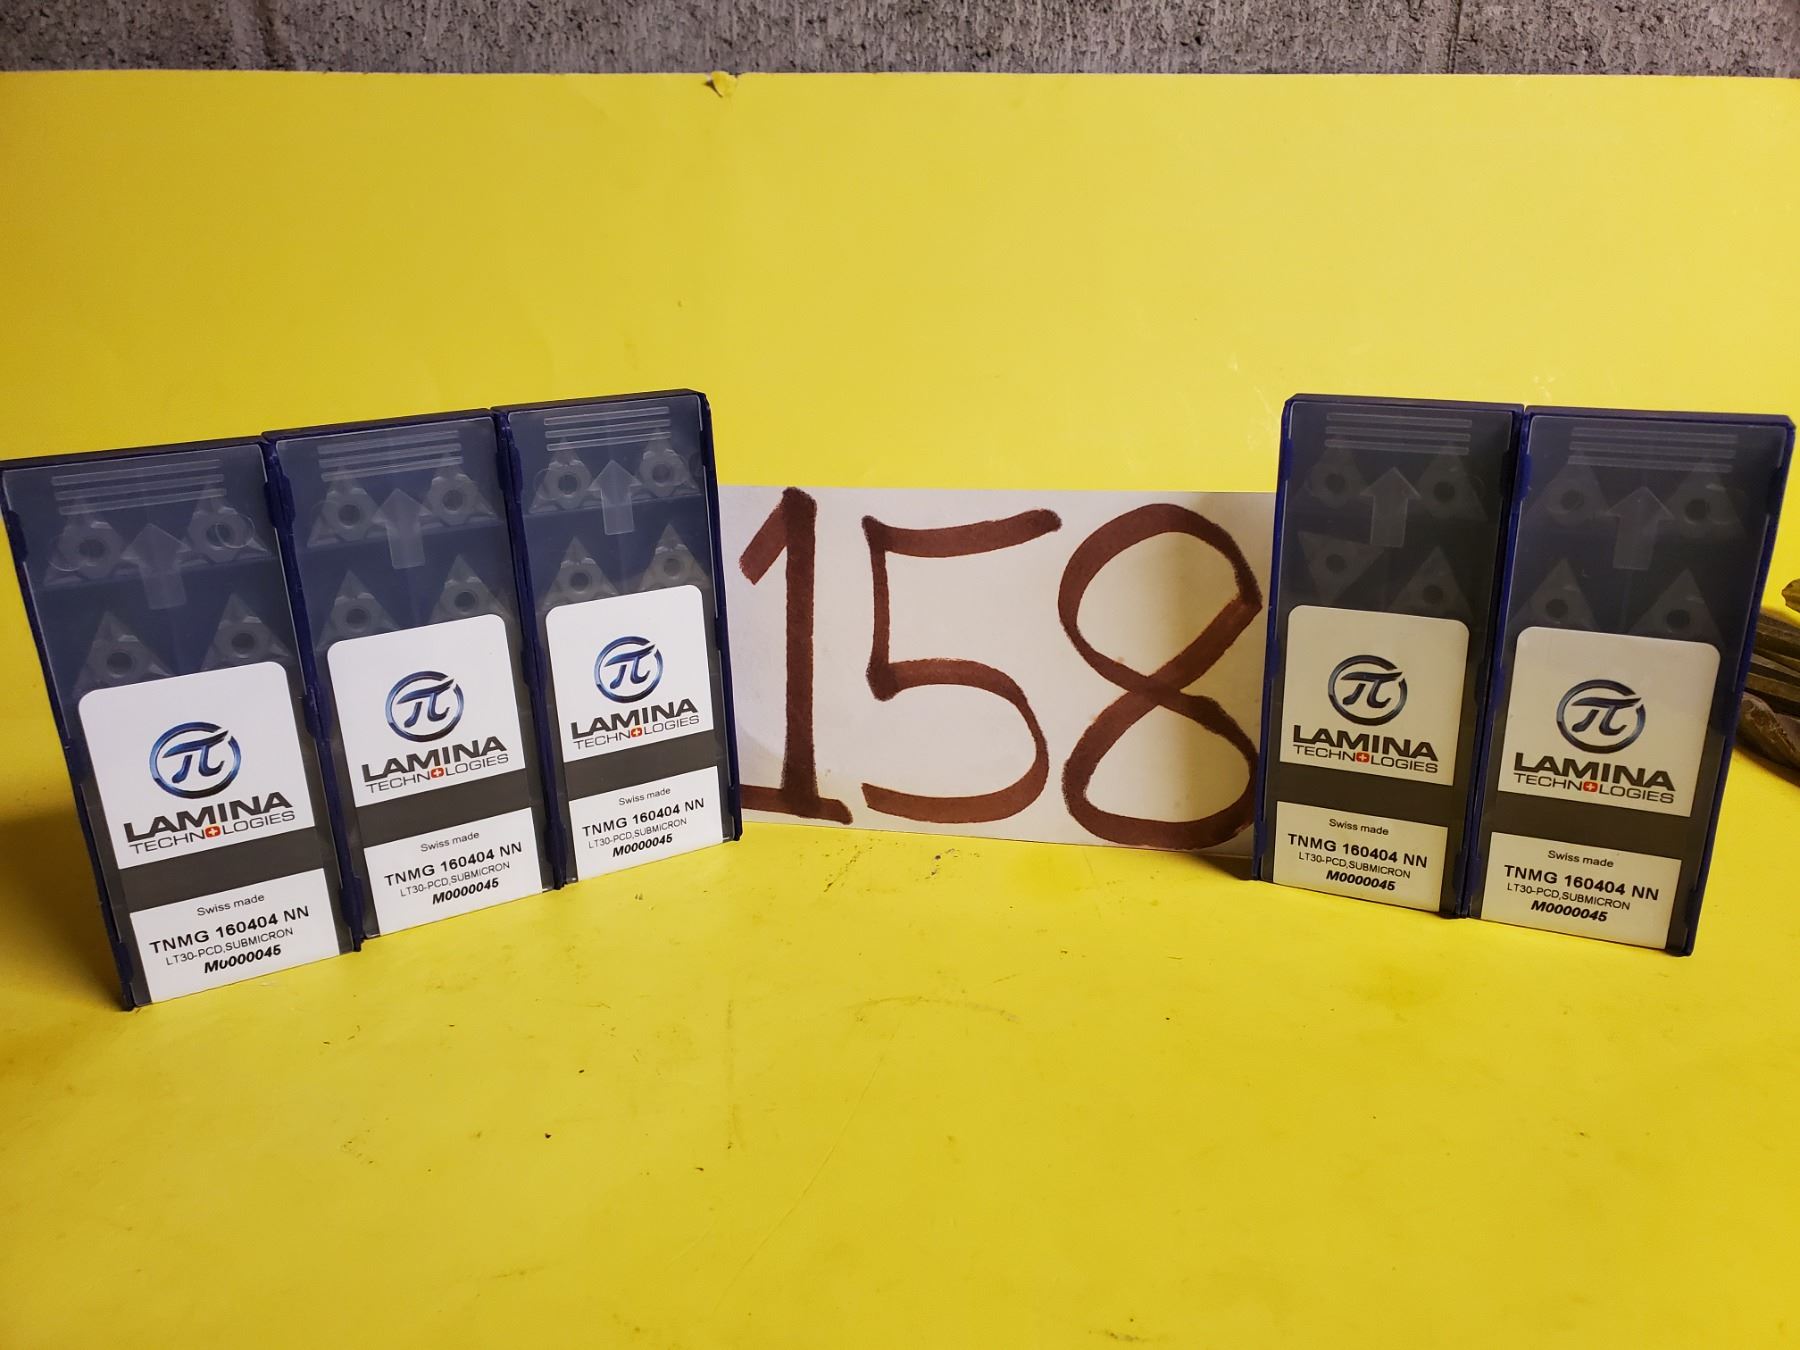 π
LAMINA
TECHNOLOGIES
Swiss made
TNMG 160404 NN
LT30-PCD,SUBMICRON
M0000045
π
LAMINA
TECHNOLOGIES
Swiss made
TNMG 160404 NN
LT30-PCD,SUBMICRON
M0000045
π
LAMINA
TECHNOLOGIES
Swiss made
TNMG 160404 NN
LT30-PCD,SUBMICRON
M0000045
158
π
LAMINA
TECHNOLOGIES
Swiss made
TNMG 160404 NN
LT30-PCD,SUBMICRON
M0000045
π
LAMINA
TECHNOLOGIES
Swiss made
TNMG 160404 NN
LT30-PCD,SUBMICRON
M0000045